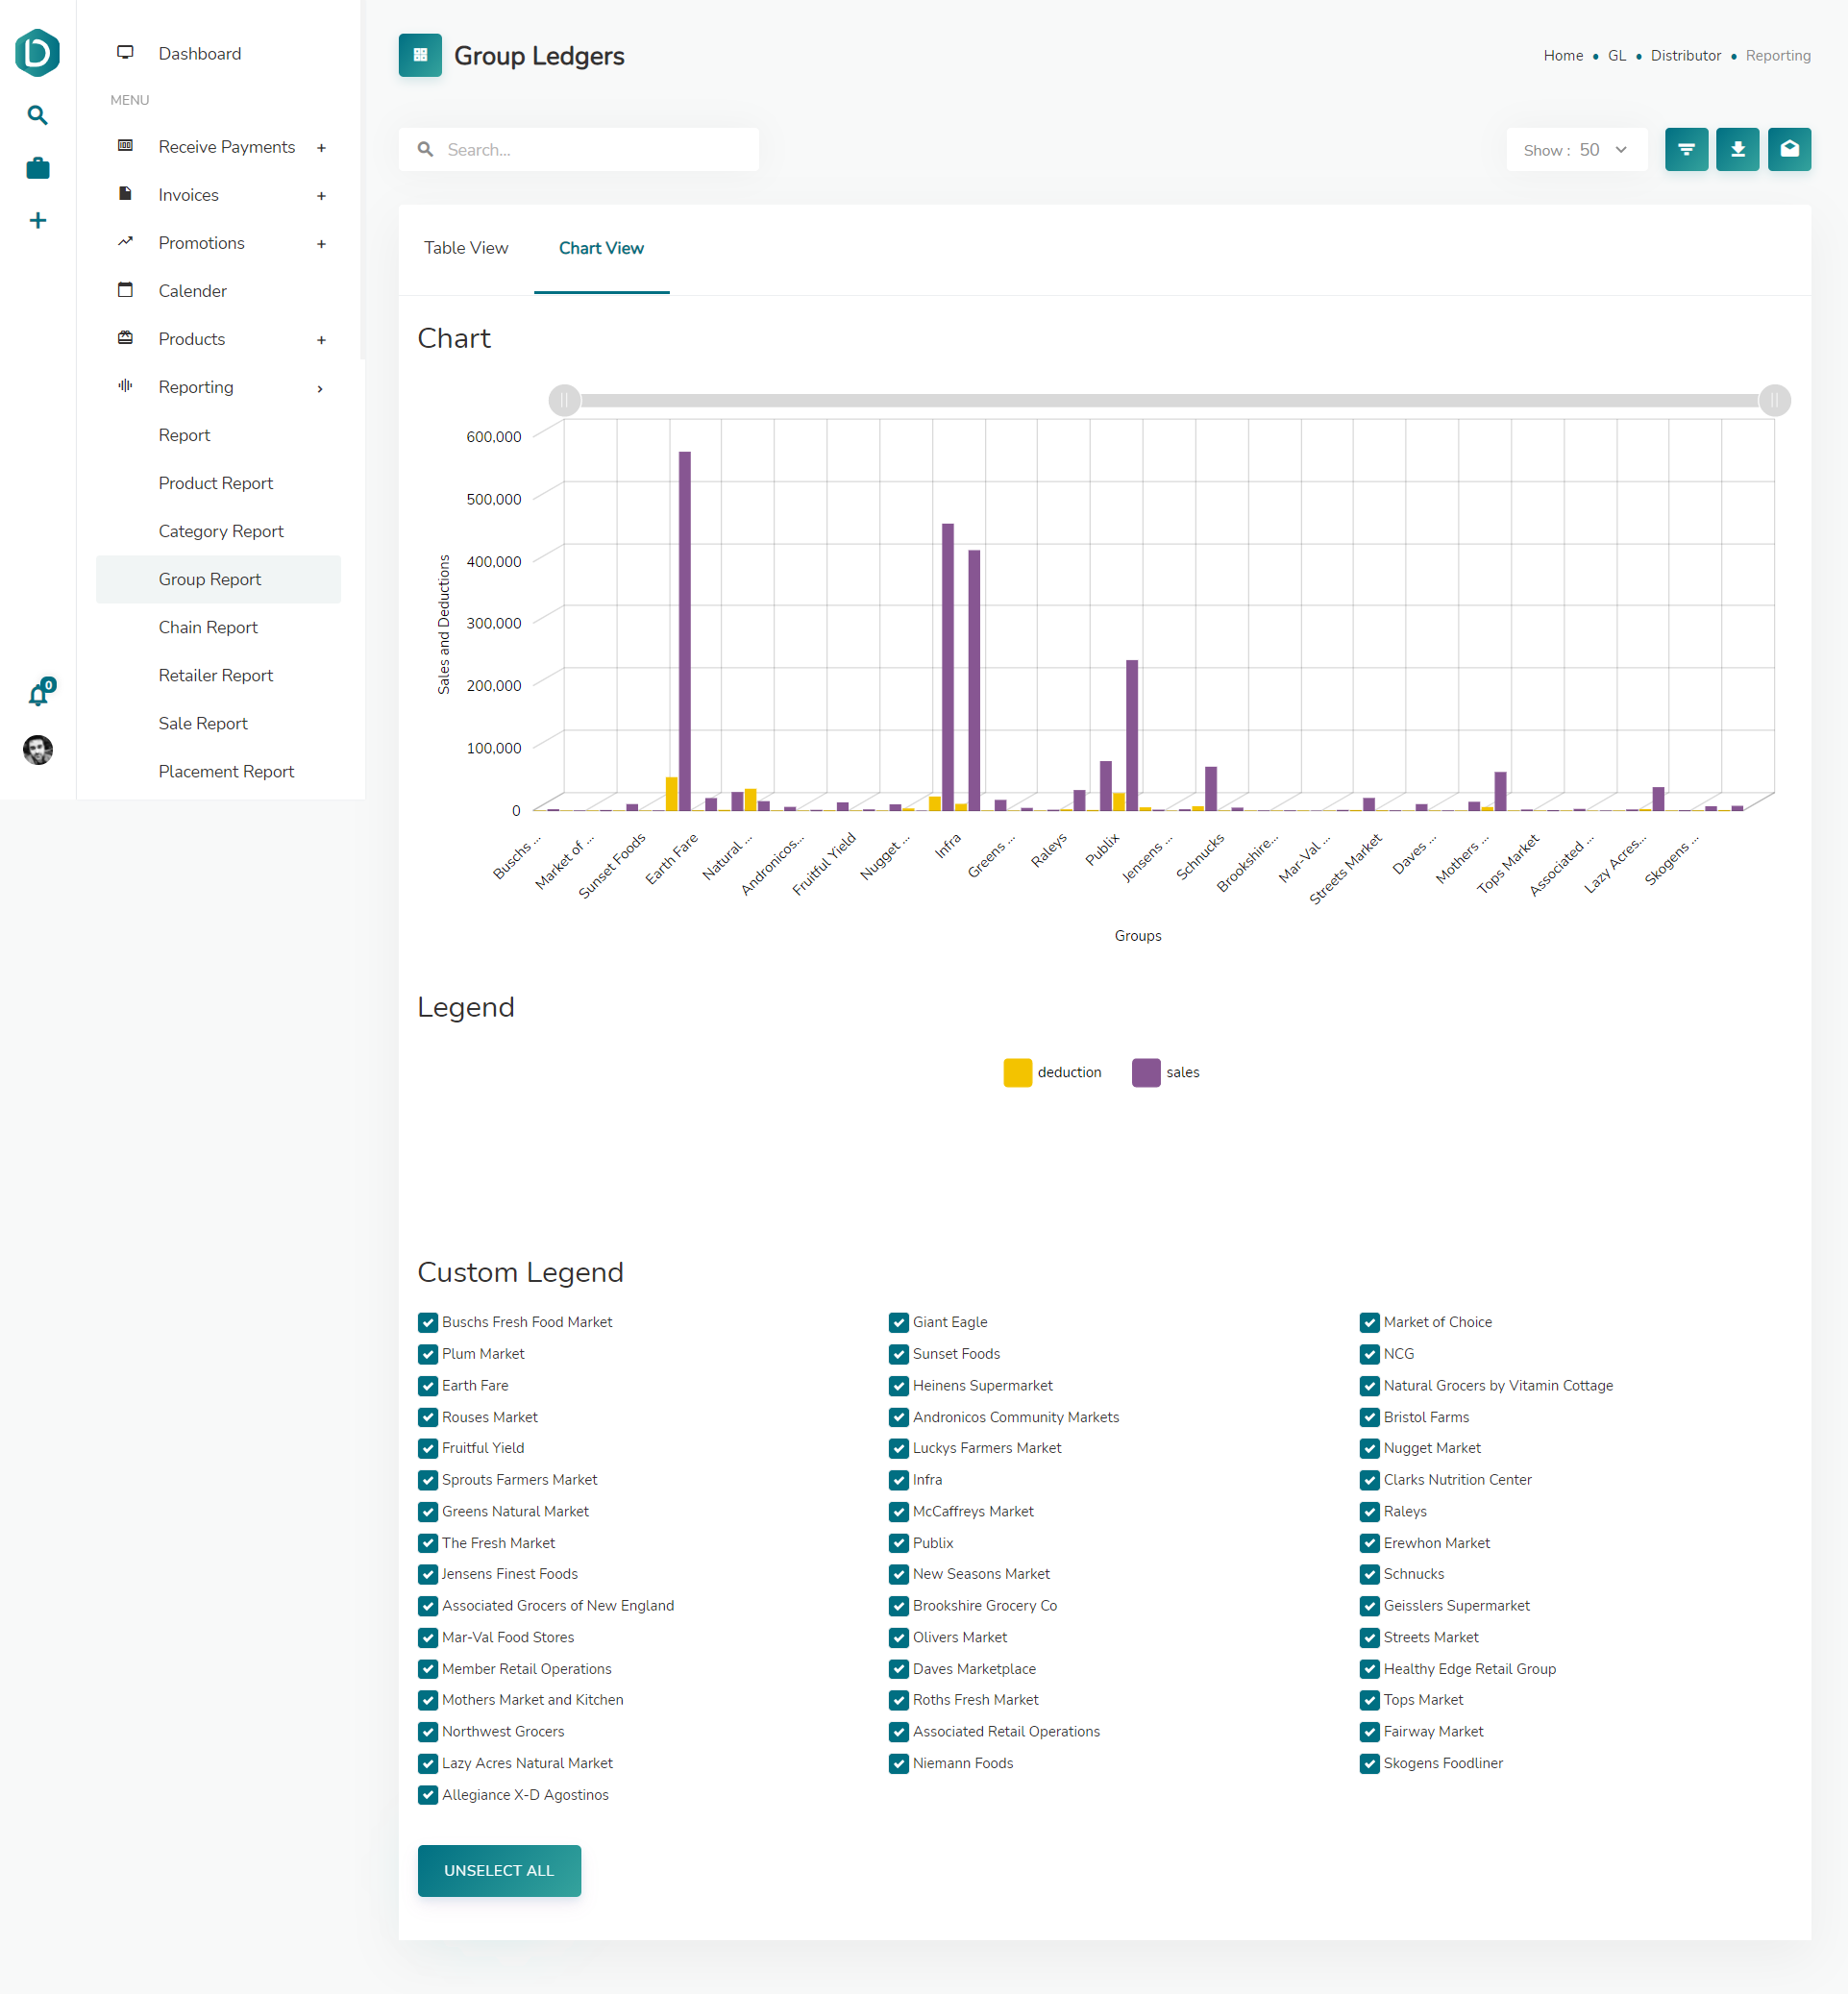 Dashboard
MENU
Receive Payments +
Invoices +
Promotions +
Calender
Products +
Reporting
Report
Product Report
Category Report
Group Report
Chain Report
Retailer Report
Sale Report
Placement Report
0
Group Ledgers
Home • GL • Distributor • Reporting
Search...
Show : 50
Table View
Chart View
Chart
600,000
500,000
400,000
300,000
200,000
100,000
0
Sales and Deductions
Buschs ...
Market of ...
Sunset Foods
Earth Fare
Natural ...
Andronicos...
Fruitful Yield
Nugget ...
Infra
Greens ...
Raleys
Publix
Jensens ...
Schnucks
Brookshire...
Mar-Val ...
Streets Market
Daves ...
Mothers ...
Tops Market
Associated ...
Lazy Acres...
Skogens ...
Groups
Legend
deduction
sales
Custom Legend
Buschs Fresh Food Market
Giant Eagle
Market of Choice
Plum Market
Sunset Foods
NCG
Earth Fare
Heinens Supermarket
Natural Grocers by Vitamin Cottage
Rouses Market
Andronicos Community Markets
Bristol Farms
Fruitful Yield
Luckys Farmers Market
Nugget Market
Sprouts Farmers Market
Infra
Clarks Nutrition Center
Greens Natural Market
McCaffreys Market
Raleys
The Fresh Market
Publix
Erewhon Market
Jensens Finest Foods
New Seasons Market
Schnucks
Associated Grocers of New England
Brookshire Grocery Co
Geisslers Supermarket
Mar-Val Food Stores
Olivers Market
Streets Market
Member Retail Operations
Daves Marketplace
Healthy Edge Retail Group
Mothers Market and Kitchen
Roths Fresh Market
Tops Market
Northwest Grocers
Associated Retail Operations
Fairway Market
Lazy Acres Natural Market
Niemann Foods
Skogens Foodliner
Allegiance X-D Agostinos
UNSELECT ALL